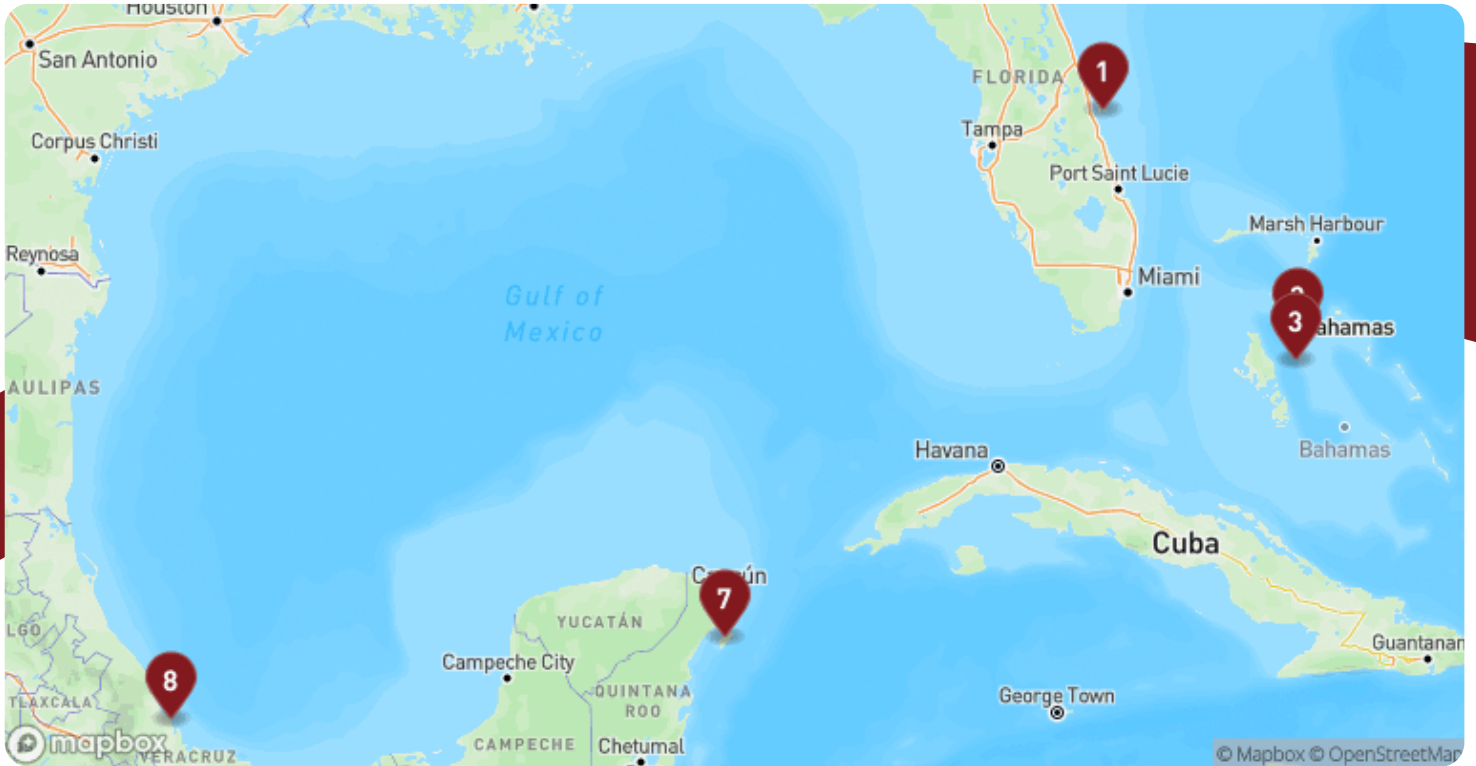 Houston
San Antonio
FLORIDA
1
Tampa
Corpus Christi
Port Saint Lucie
Marsh Harbour
Reynosa
Miami
Gulf of
Mexico
3
ahamas
AULIPAS
Havana
Bahamas
Cuba
7
YUCATÁN
LGO
Campeche City
Guantanan
8
QUINTANA
ROO
TLAXCALA
George Town
mapbox
VERACRUZ
CAMPECHE
Chetumal
© Mapbox © OpenStreetMap